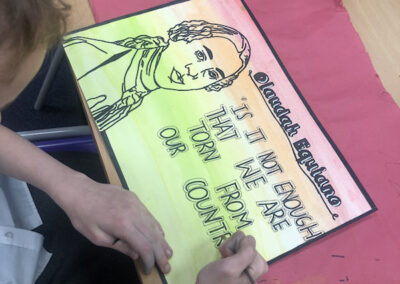 Olaudah Equiano
'IS IT NOT ENOUGH
THAT WE ARE
TORN FROM
OUR COUNTR